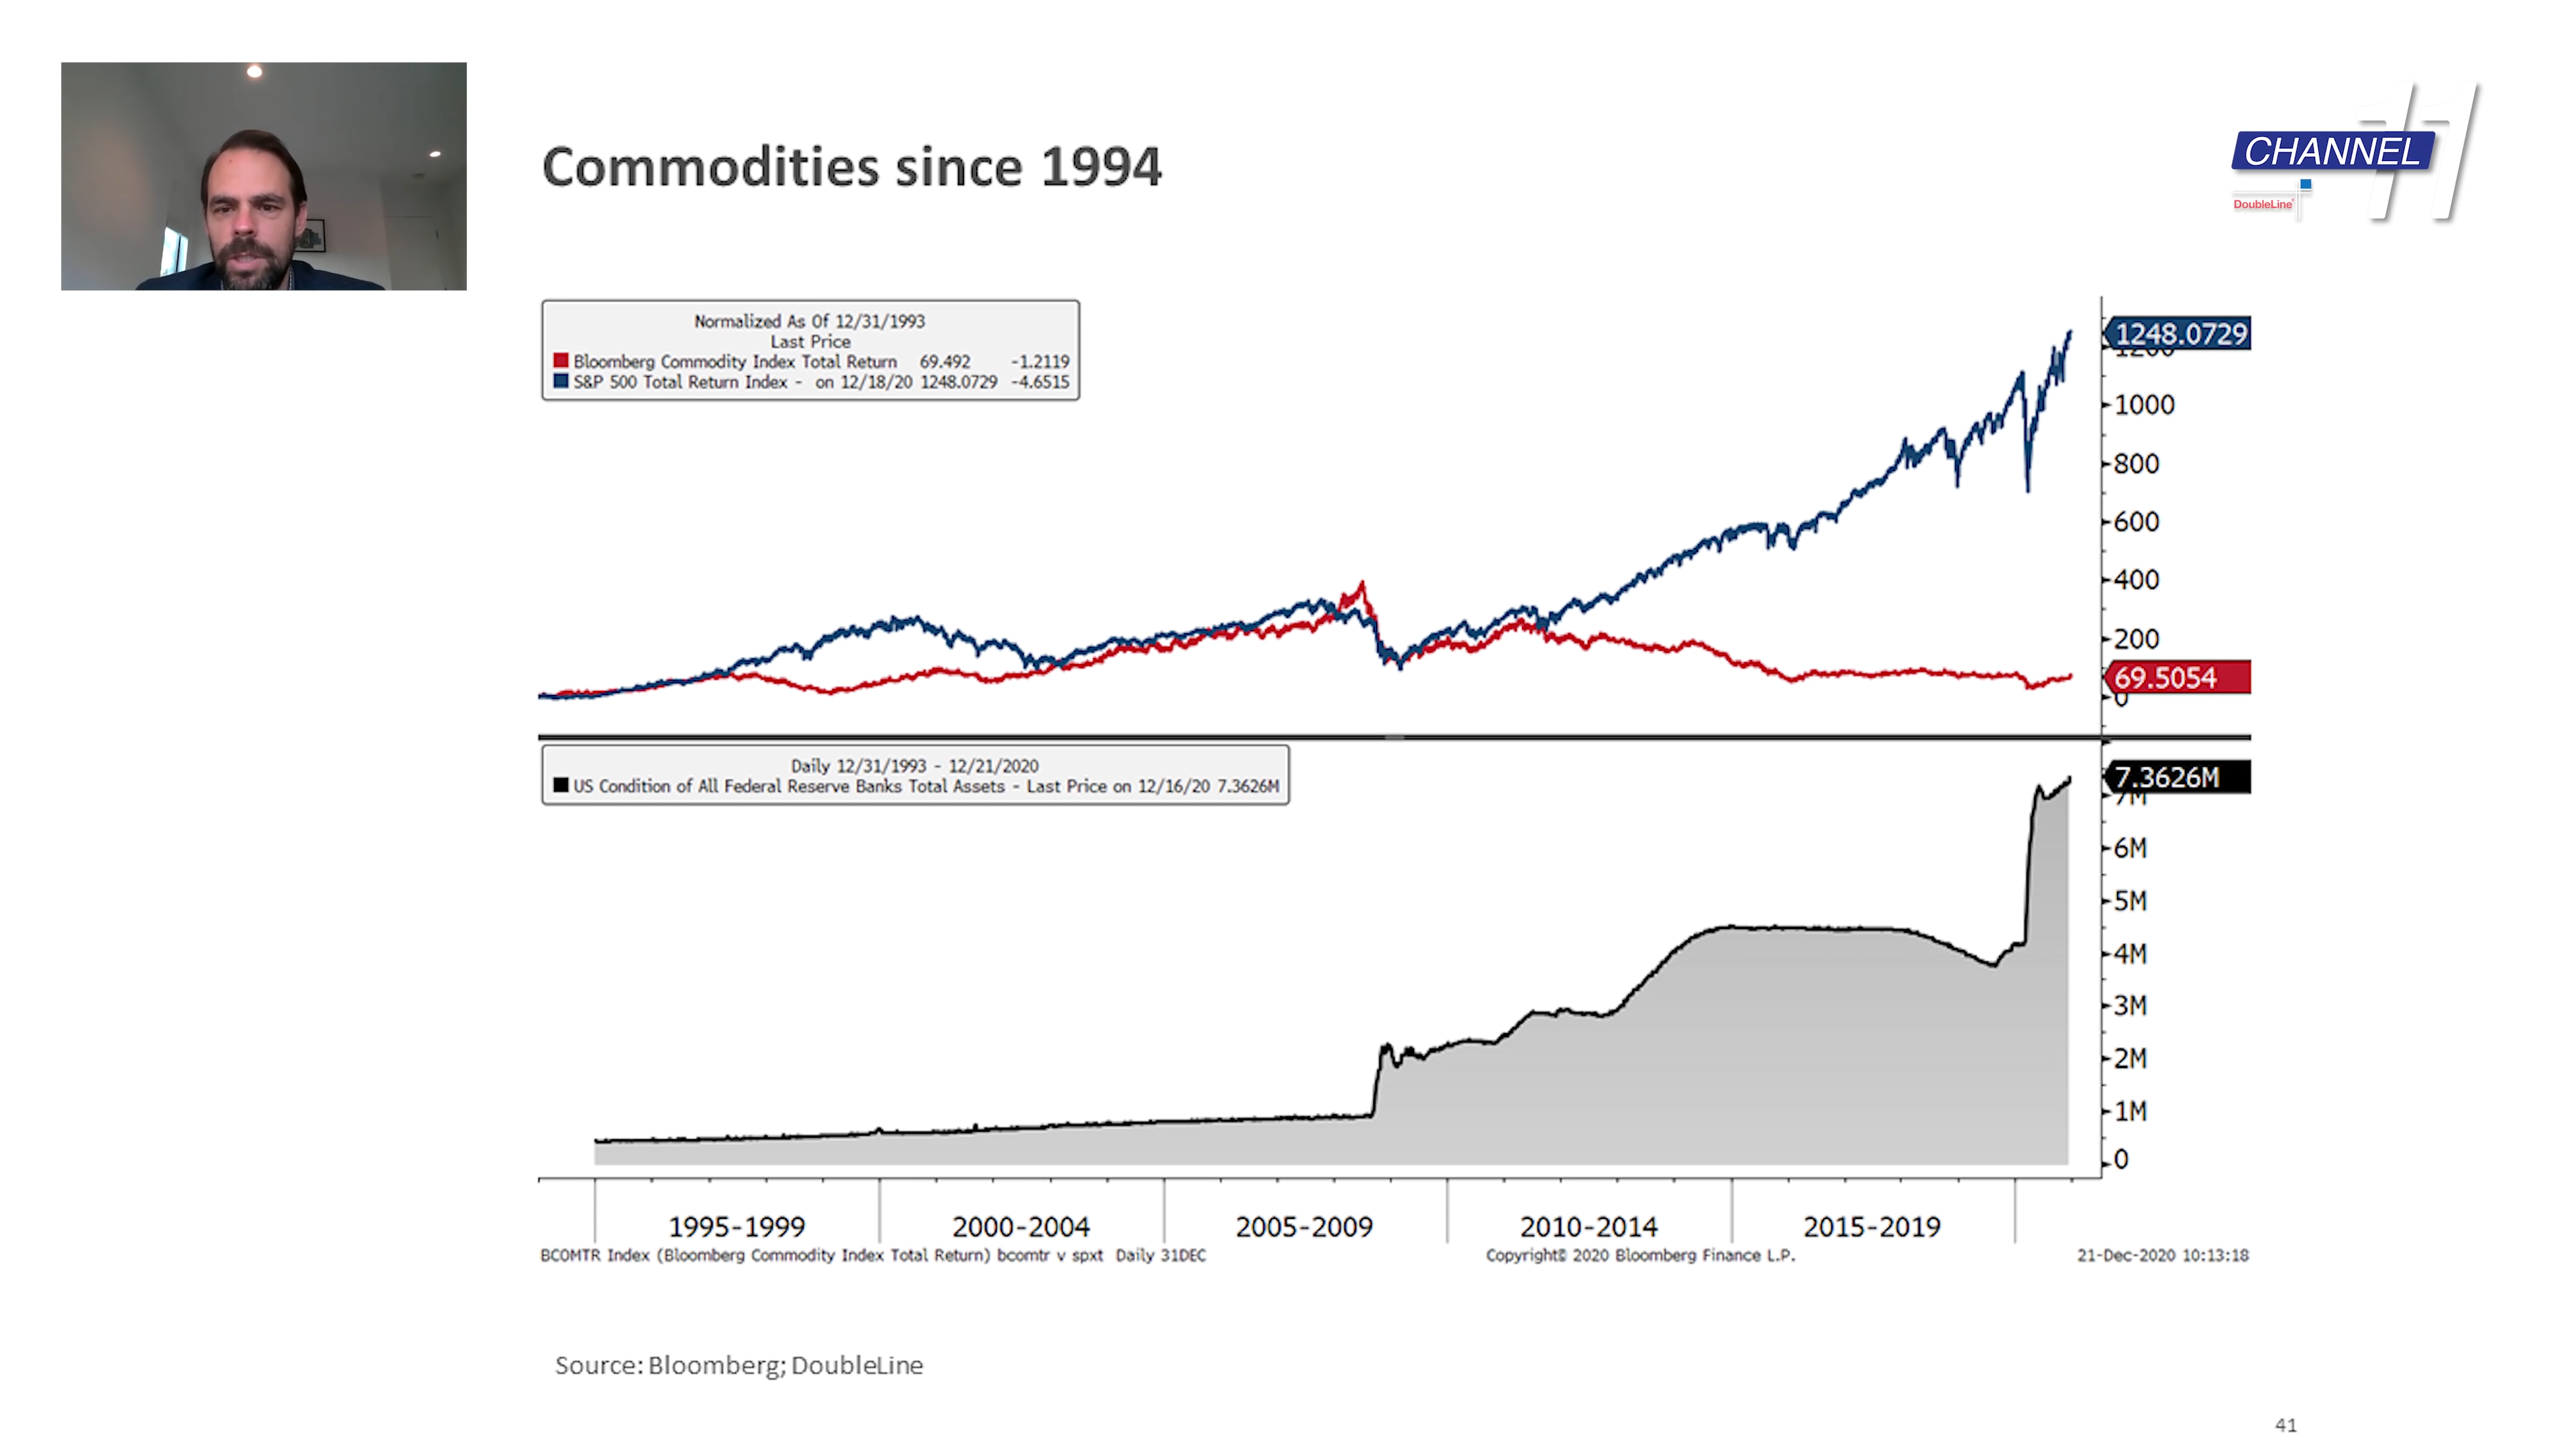 Commodities since 1994
CHANNEL 11
DoubleLine®
Normalized As Of 12/31/1993
Last Price
Bloomberg Commodity Index Total Return 69.492 -1.2119
S&P 500 Total Return Index - on 12/18/20 1248.0729 -4.6515
1248.0729
1200
1000
800
600
400
200
69.5054
0
Daily 12/31/1993 - 12/21/2020
US Condition of All Federal Reserve Banks Total Assets - Last Price on 12/16/20 7.3626M
7.3626M
7M
6M
5M
4M
3M
2M
1M
0
1995-1999 2000-2004 2005-2009 2010-2014 2015-2019
BCOMTR Index (Bloomberg Commodity Index Total Return) bcomtr v spxt Daily 31DEC Copyright© 2020 Bloomberg Finance L.P. 21-Dec-2020 10:13:18
Source: Bloomberg; DoubleLine
41